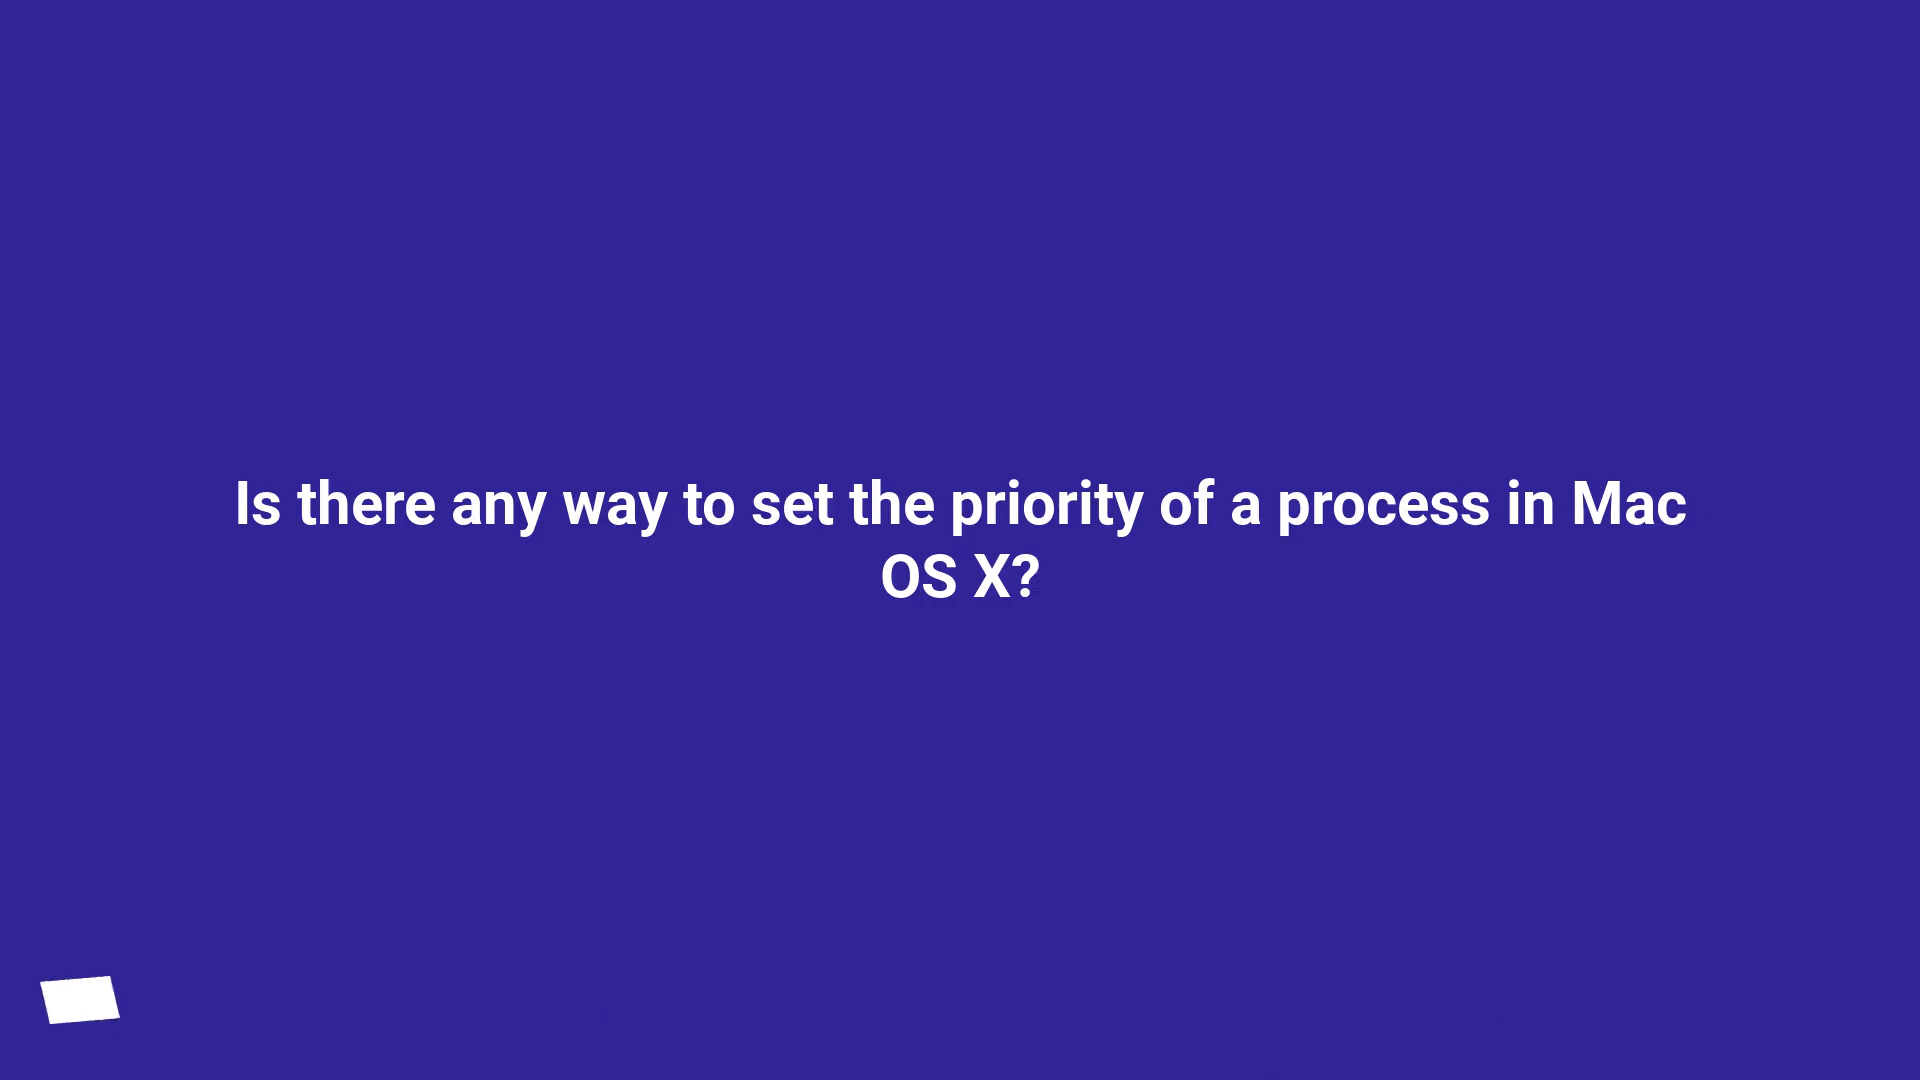 Is there any way to set the priority of a process in Mac
OS X?